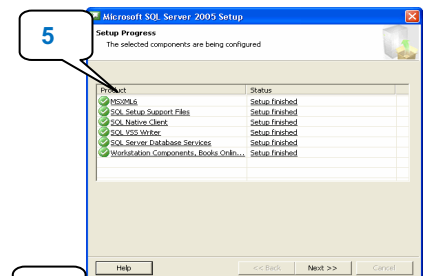 5
Microsoft SQL Server 2005 Setup
Setup Progress
The selected components are being configured
Product Status
MSXML6 Setup finished
SQL Setup Support Files Setup finished
SQL Native Client Setup finished
SQL VSS Writer Setup finished
SQL Server Database Services Setup finished
Workstation Components, Books Onlin... Setup finished
Help << Back Next >> Cancel